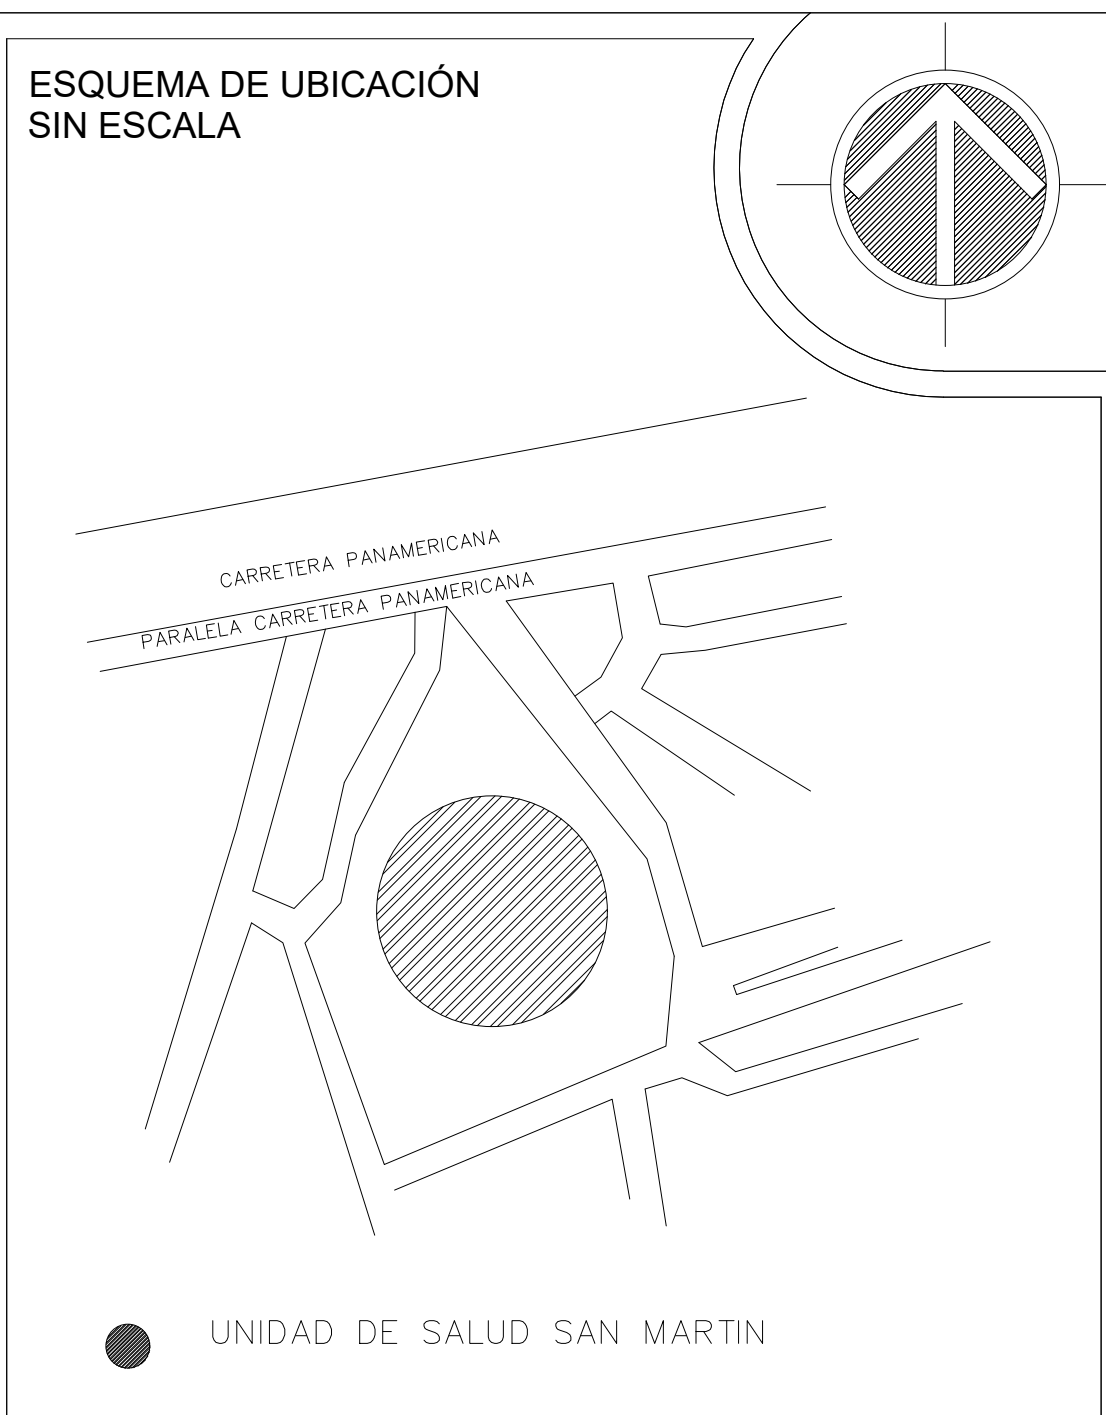 ESQUEMA DE UBICACIÓN
SIN ESCALA
CARRETERA PANAMERICANA
PARALELA CARRETERA PANAMERICANA
UNIDAD DE SALUD SAN MARTIN